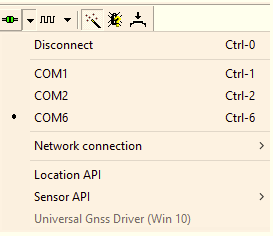 Disconnect Ctrl-0
COM1 Ctrl-1
COM2 Ctrl-2
COM6 Ctrl-6
Network connection
Location API
Sensor API
Universal Gnss Driver (Win 10)